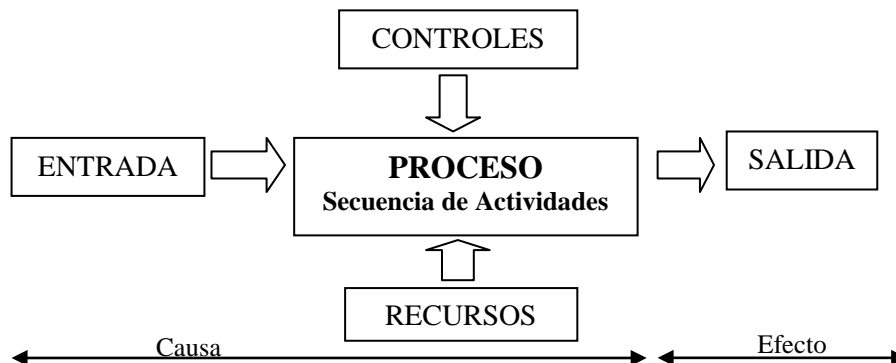 CONTROLES
ENTRADA
PROCESO
Secuencia de Actividades
SALIDA
RECURSOS
Causa
Efecto